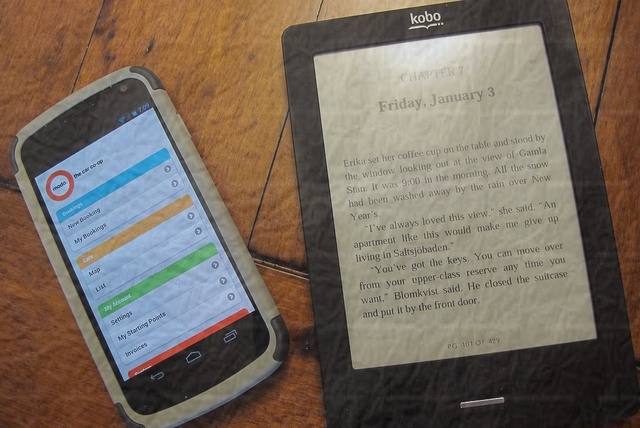 7:09
modo
the car co-op
Bookings
New Booking
My Bookings
Cars
Map
List
My Account
Settings
My Starting Points
Invoices
kobo
CHAPTER 7
Friday, January 3
Erika set her coffee cup on the table and stood by
the window looking out at the view of Gamla
Stan. It was 9:00 in the morning. All the snow
had been washed away by the rain over New
Year's.
"I've always loved this view," she said. "An
apartment like this would make me give up
living in Saltsjöbaden."
"You've got the keys. You can move over
from your upper-class reserve any time you
want," Blomkvist said. He closed the suitcase
and put it by the front door.
PG. 101 OF 429